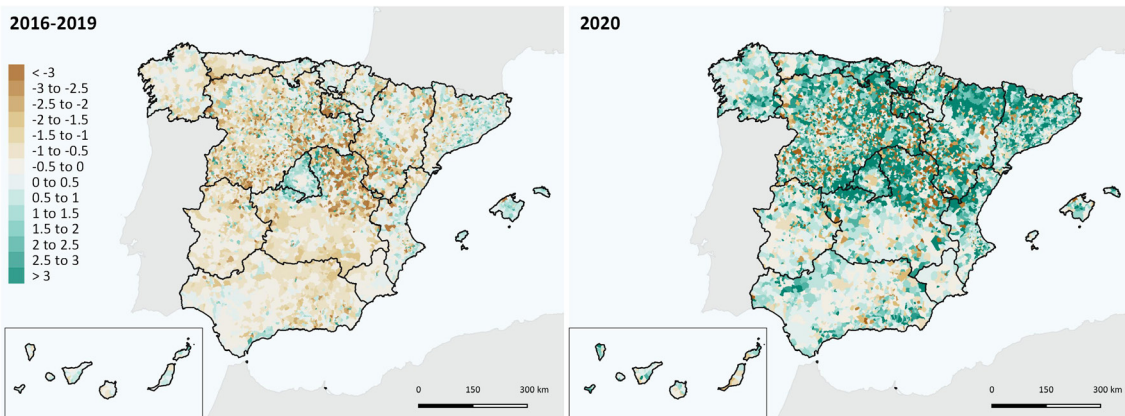 2016-2019
< -3
-3 to -2.5
-2.5 to -2
-2 to -1.5
-1.5 to -1
-1 to -0.5
-0.5 to 0
0 to 0.5
0.5 to 1
1 to 1.5
1.5 to 2
2 to 2.5
2.5 to 3
> 3
0 150 300 km
2020
0 150 300 km